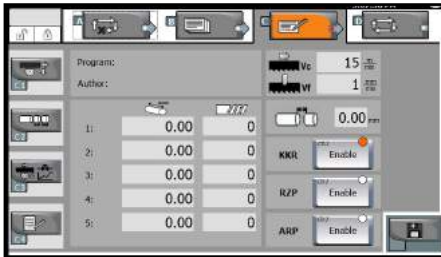 A
B
C
D
Program:
Author:
Vc
15
m
Vf
1
1:
0.00
0
2:
0.00
0
3:
0.00
0
4:
0.00
0
5:
0.00
0
0.00
mm
KKR
Enable
RZP
Enable
ARP
Enable